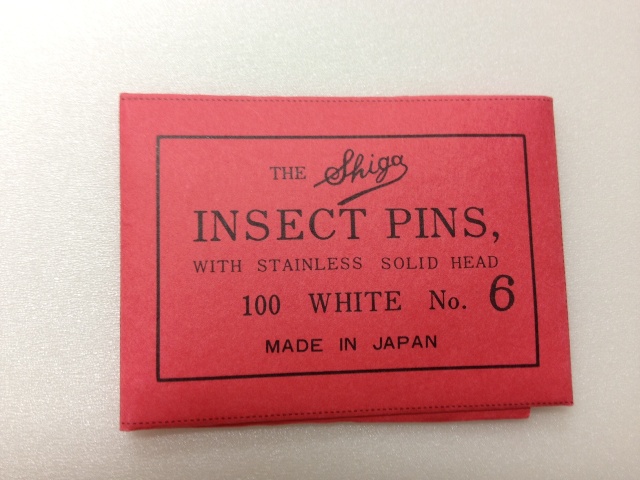 THE Shiga
INSECT PINS,
WITH STAINLESS SOLID HEAD
100 WHITE No. 6
MADE IN JAPAN